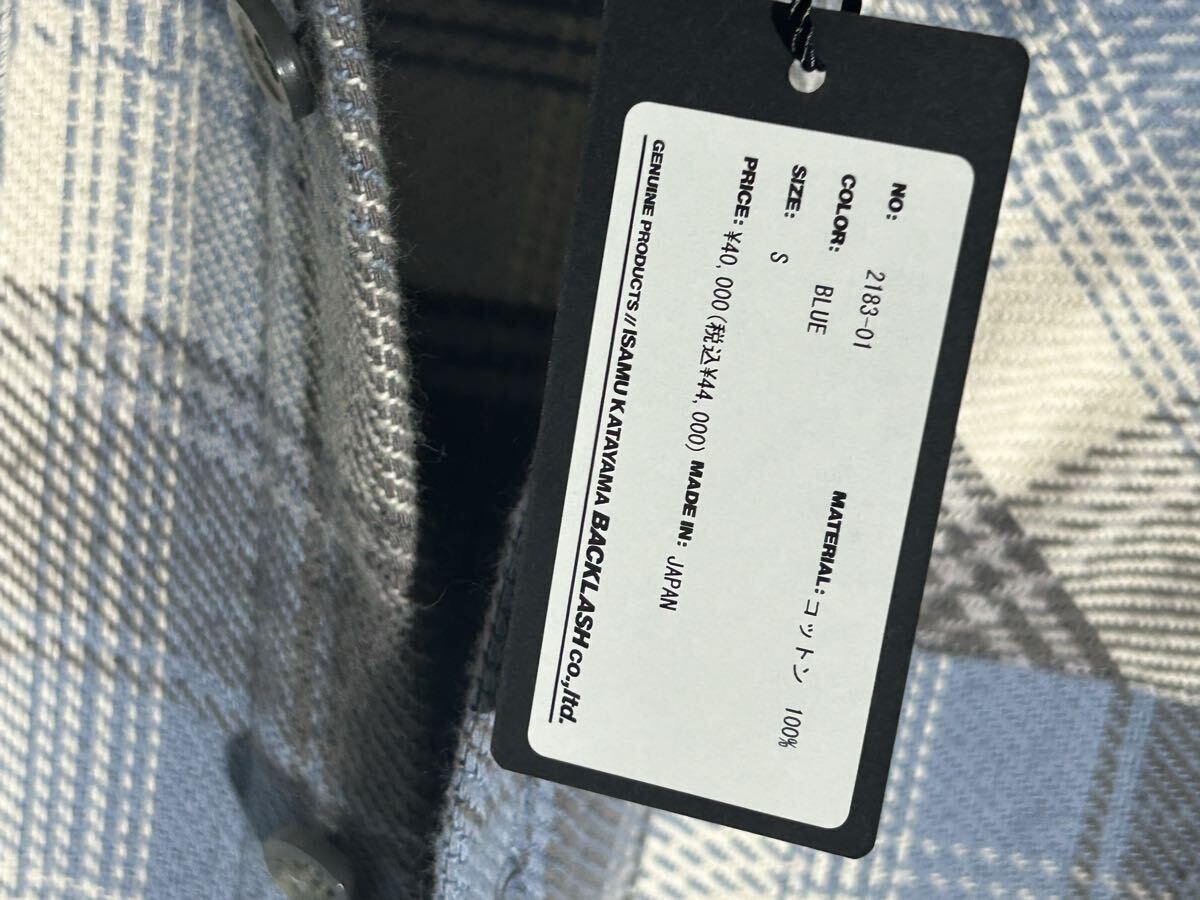 NO: 2183-01
COLOR: BLUE MATERIAL:コットン 100%
SIZE: S
PRICE: ¥40,000(税込¥44,000) MADE IN: JAPAN
GENUINE PRODUCTS // ISAMU KATAYAMA BACKLASH co.,ltd.